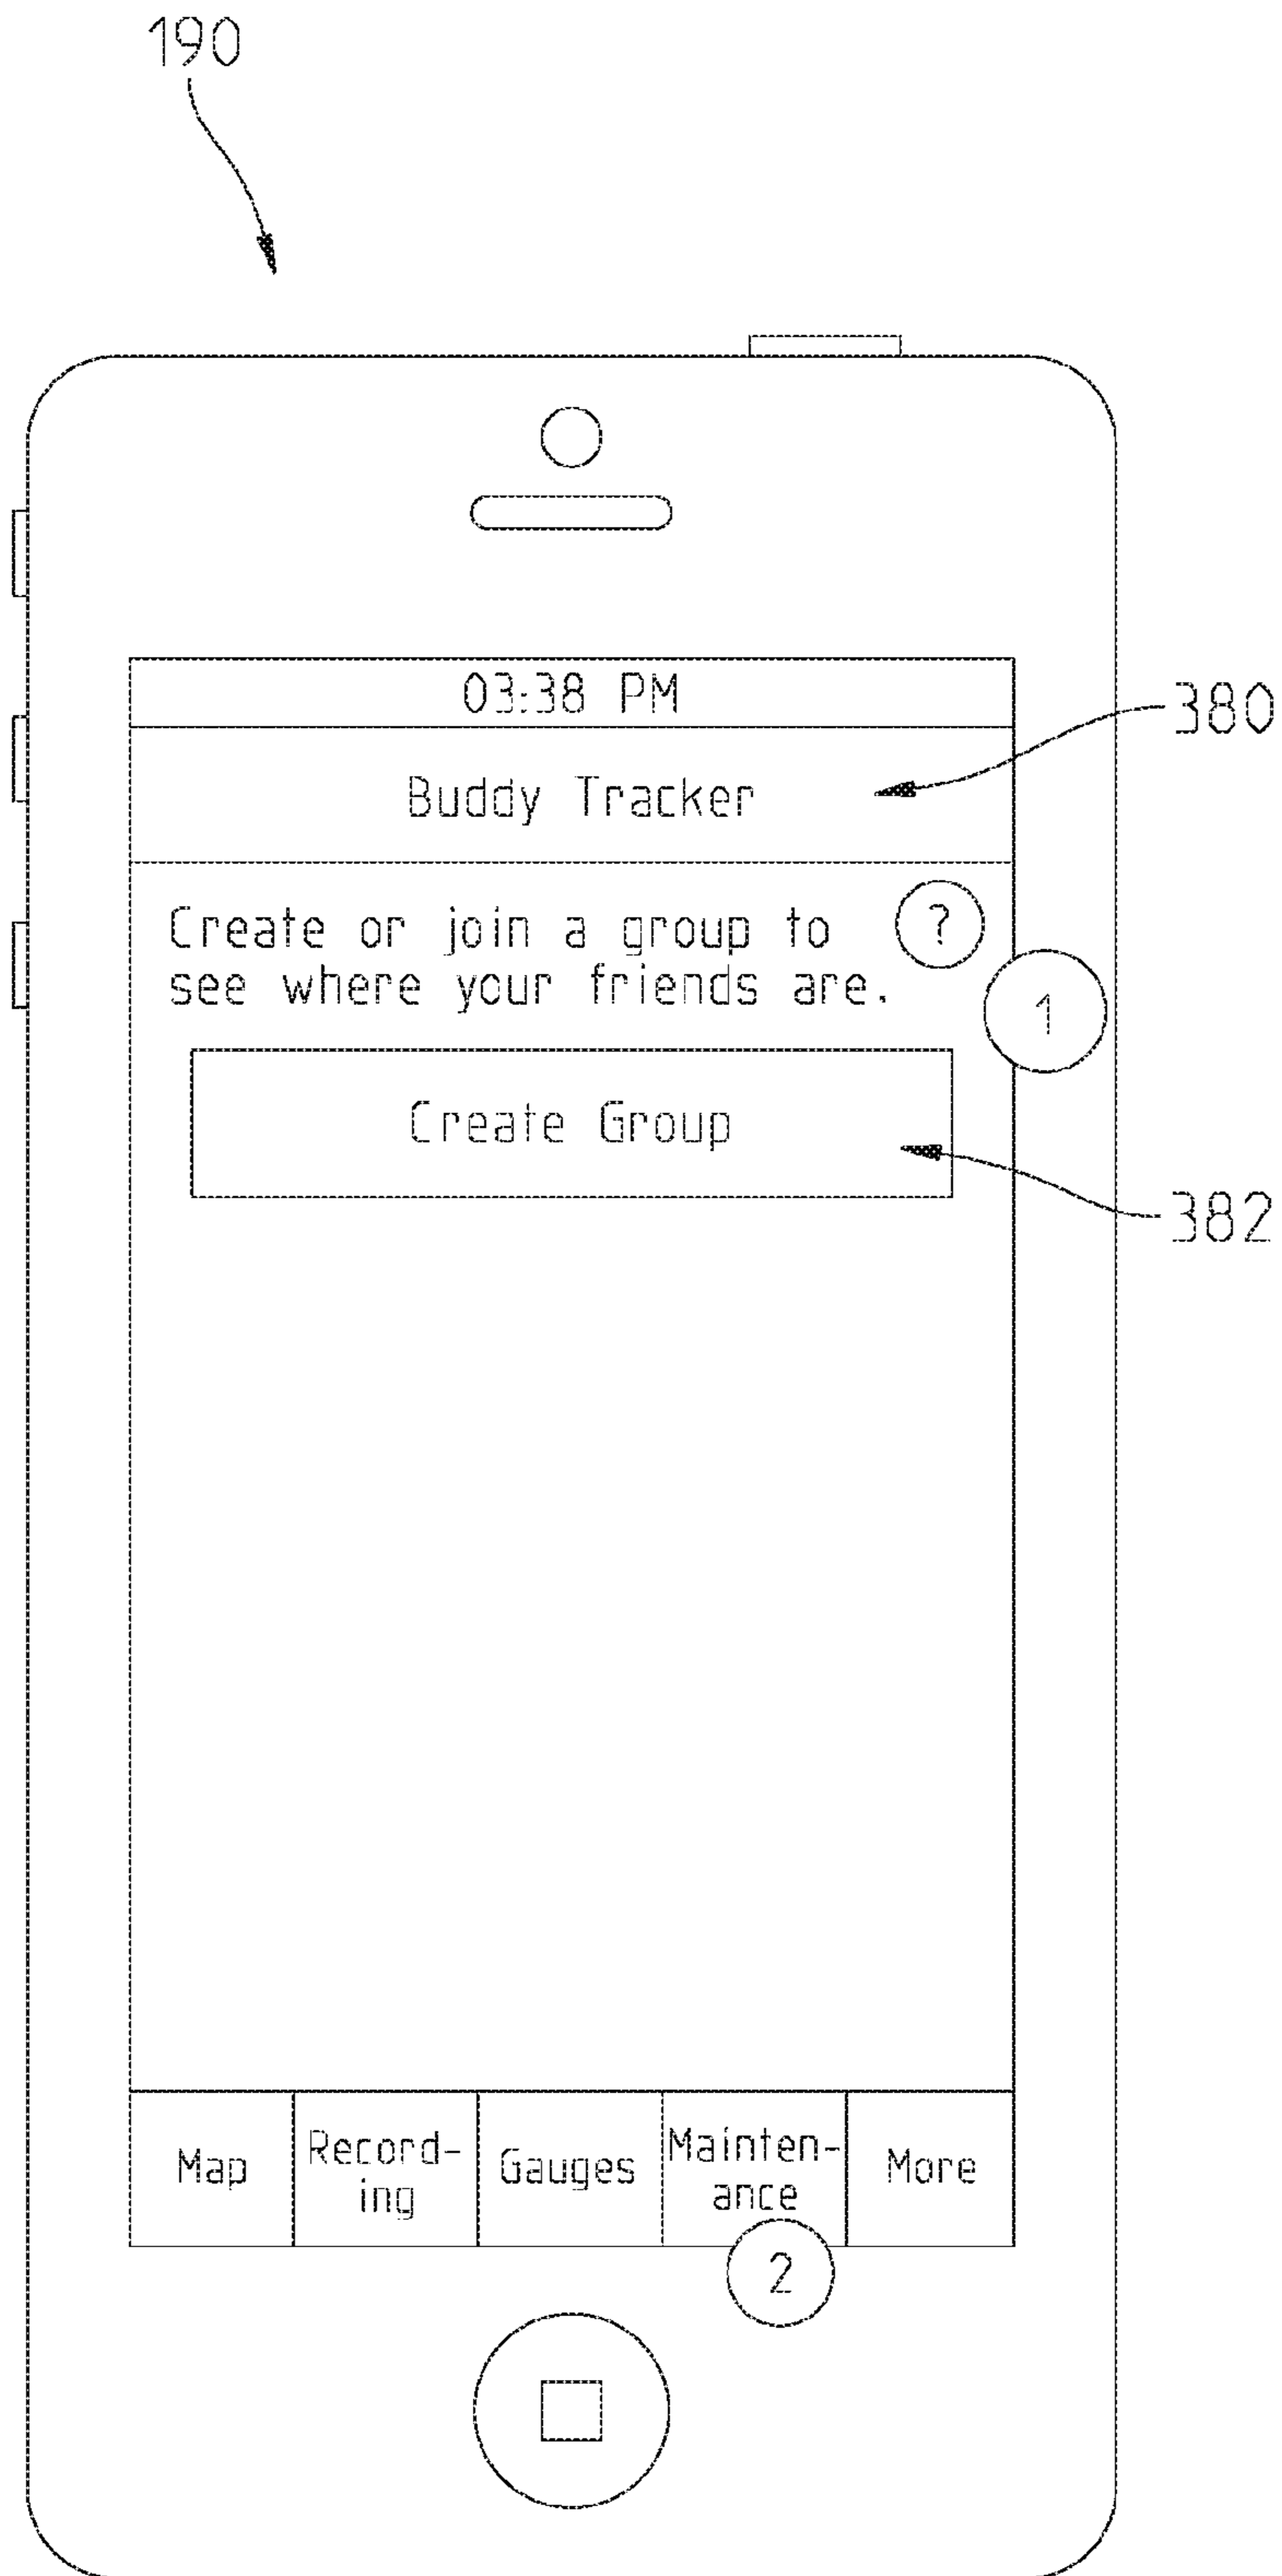 190
03:38 PM
380
Buddy Tracker
Create or join a group to
see where your friends are.
?
1
Create Group
382
Map
Record-
ing
Gauges
Mainten-
ance
More
2